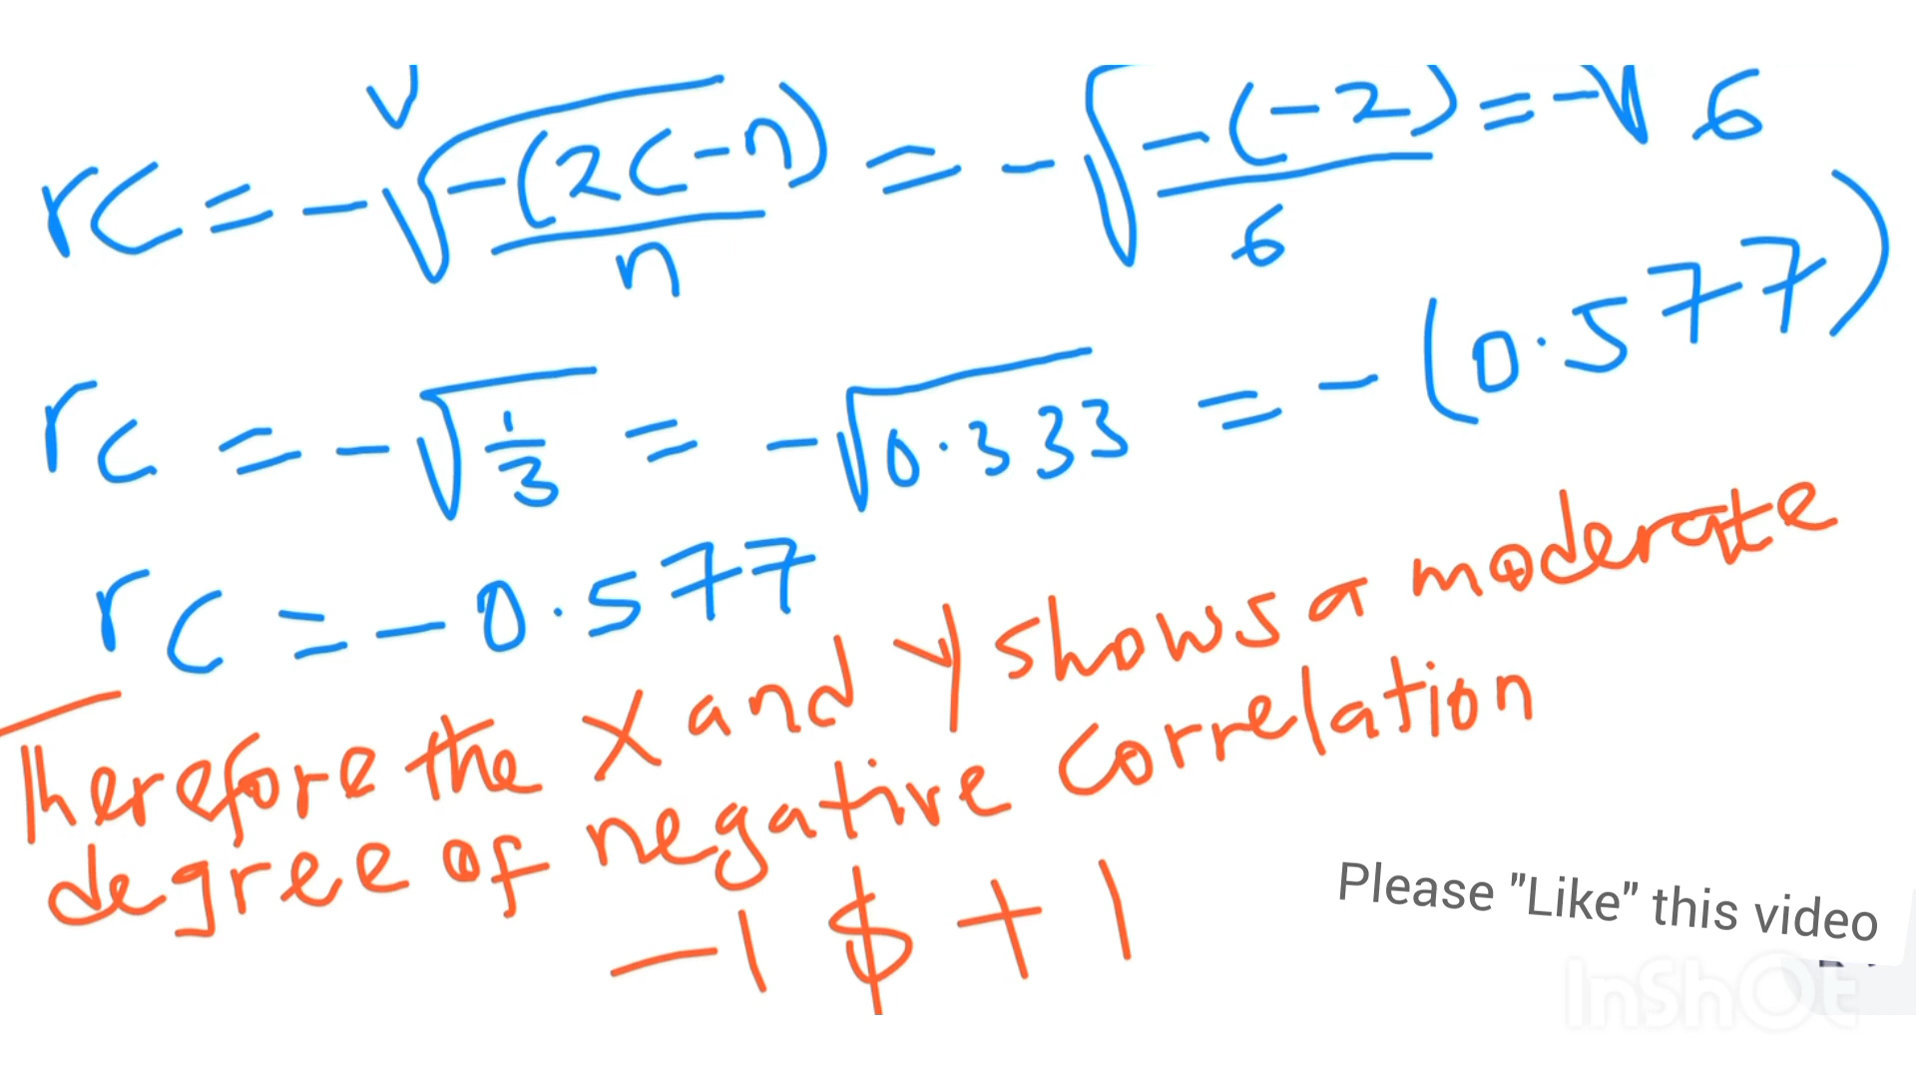 rc = -√-(2c-n)/n = -√-(-2)/6 = -√ 6
rc = -√1/3 = -√0.333 = -(0.577)
rc = -0.577
Therefore the X and Y shows a moderate
degree of negative correlation
-1 $ +1
Please "Like" this video
InShOt